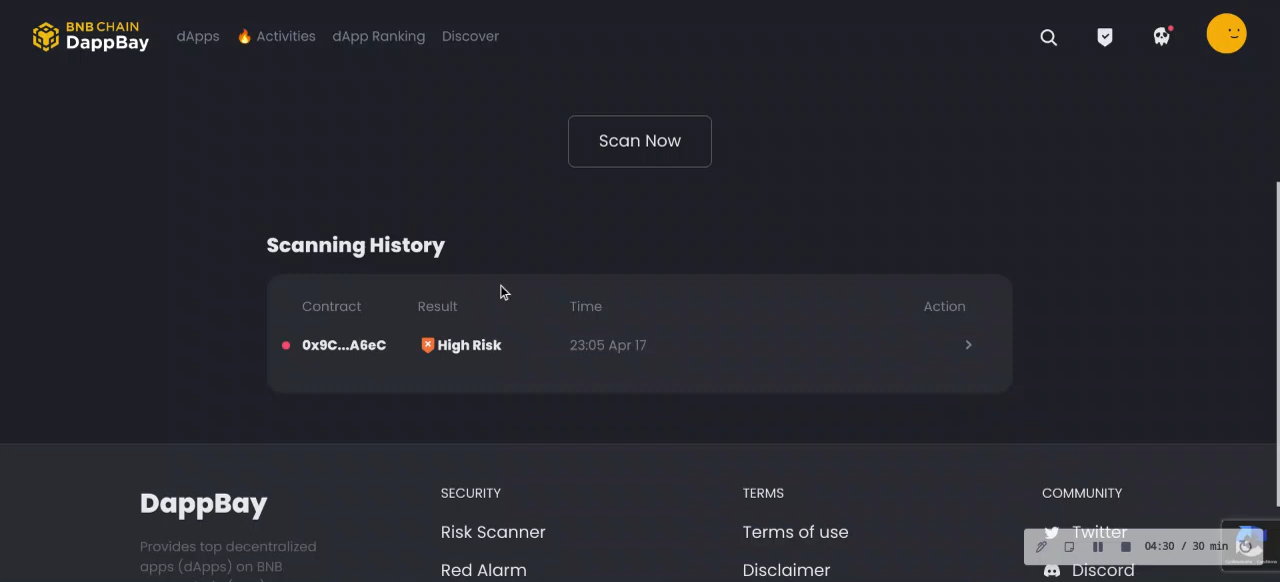 BNB CHAIN
DappBay
dApps
🔥 Activities
dApp Ranking
Discover
Scan Now
Scanning History
Contract
Result
Time
Action
0x9C...A6eC
High Risk
23:05 Apr 17
DappBay
Provides top decentralized
apps (dApps) on BNB
SECURITY
Risk Scanner
Red Alarm
TERMS
Terms of use
Disclaimer
COMMUNITY
Twitter
04:30 / 30 min
Discord